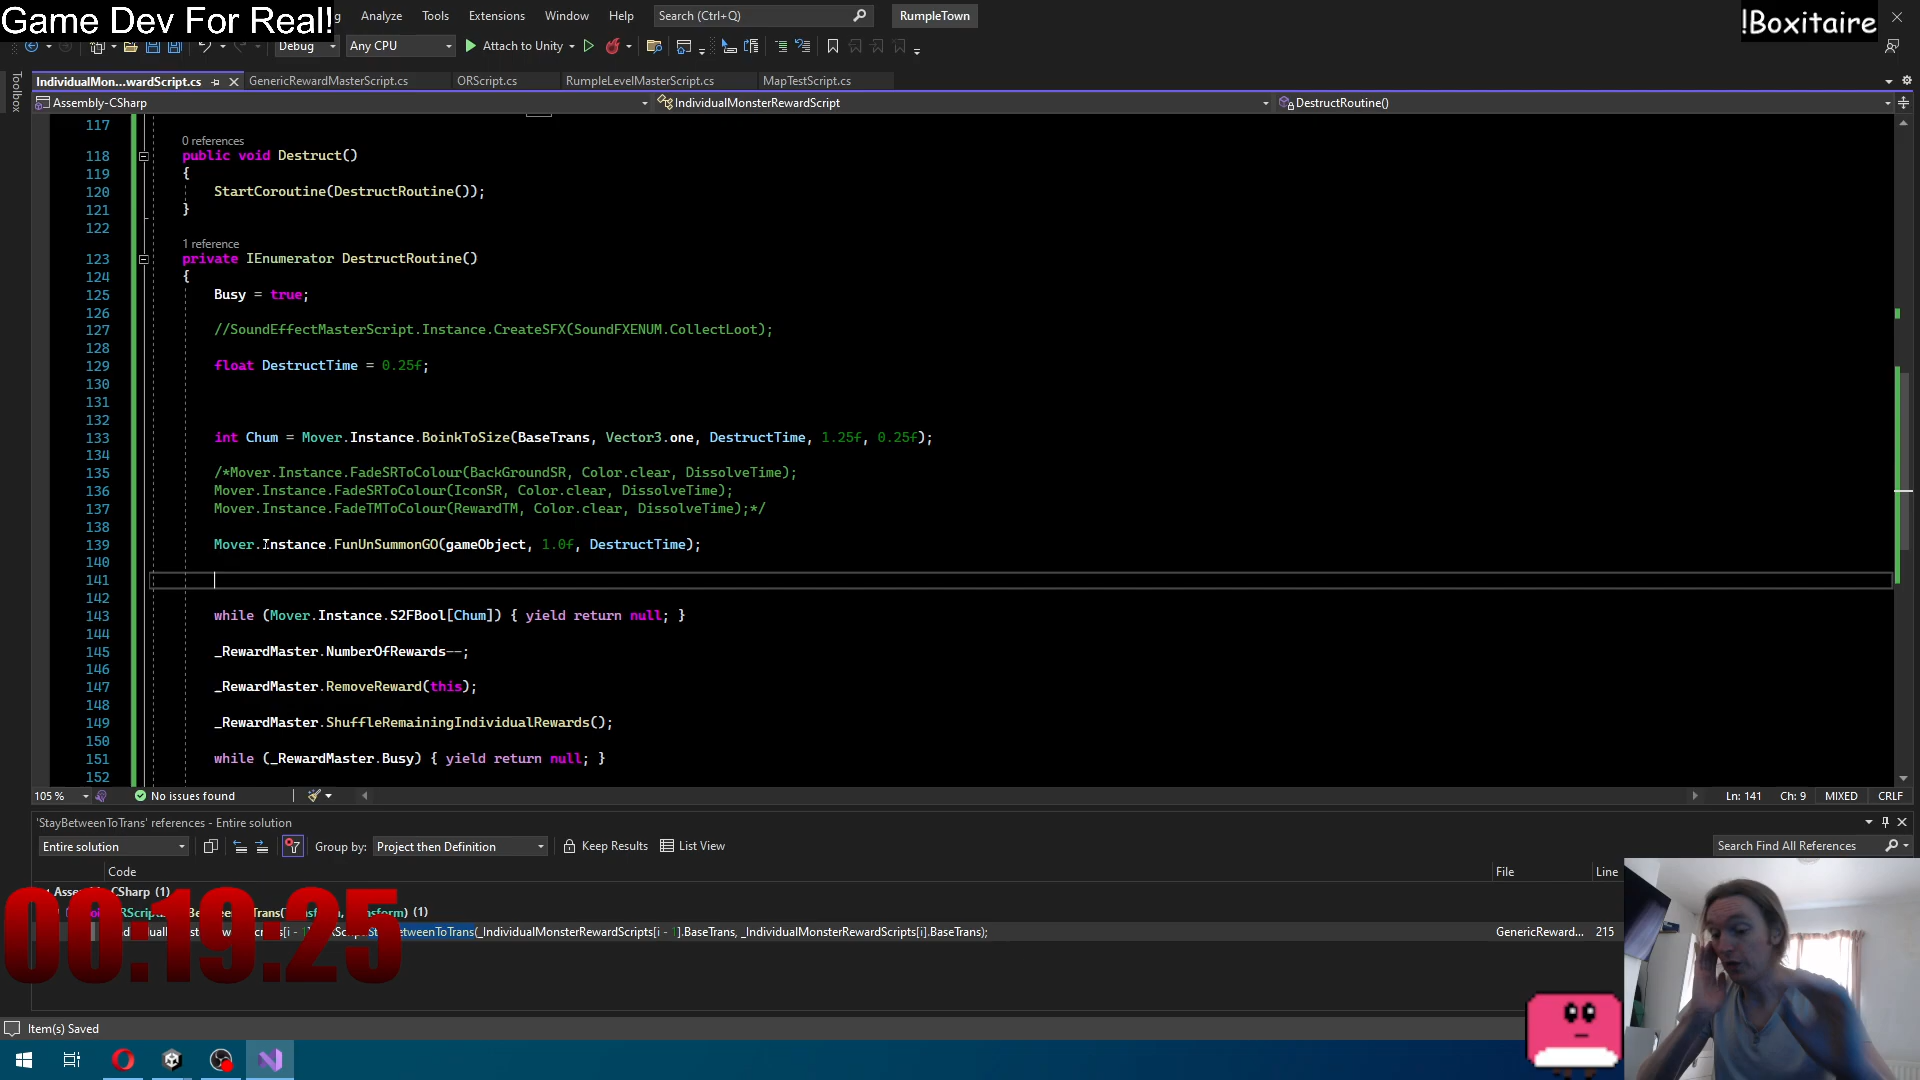 Game Dev For Real!
g Analyze Tools Extensions Window Help Search (Ctrl+Q) RumpleTown
!Boxitaire
Debug Any CPU Attach to Unity
Toolbox
IndividualMon...wardScript.cs GenericRewardMasterScript.cs ORScript.cs RumpleLevelMasterScript.cs MapTestScript.cs
Assembly-CSharp IndividualMonsterRewardScript DestructRoutine()
117
0 references
118 public void Destruct()
119 {
120 StartCoroutine(DestructRoutine());
121 }
122
1 reference
123 private IEnumerator DestructRoutine()
124 {
125 Busy = true;
126
127 //SoundEffectMasterScript.Instance.CreateSFX(SoundFXENUM.CollectLoot);
128
129 float DestructTime = 0.25f;
130
131
132
133 int Chum = Mover.Instance.BoinkToSize(BaseTrans, Vector3.one, DestructTime, 1.25f, 0.25f);
134
135 /*Mover.Instance.FadeSRToColour(BackGroundSR, Color.clear, DissolveTime);
136 Mover.Instance.FadeSRToColour(IconSR, Color.clear, DissolveTime);
137 Mover.Instance.FadeTMToColour(RewardTM, Color.clear, DissolveTime);*/
138
139 Mover.Instance.FunUnSummonGO(gameObject, 1.0f, DestructTime);
140
141
142
143 while (Mover.Instance.S2FBool[Chum]) { yield return null; }
144
145 _RewardMaster.NumberOfRewards--;
146
147 _RewardMaster.RemoveReward(this);
148
149 _RewardMaster.ShuffleRemainingIndividualRewards();
150
151 while (_RewardMaster.Busy) { yield return null; }
152
105 % No issues found Ln: 141 Ch: 9 MIXED CRLF
'StayBetweenToTrans' references - Entire solution
Entire solution Group by: Project then Definition Keep Results List View Search Find All References
Code File Line
CSharp (1)
(1)
[i - 1] etweenToTrans(_IndividualMonsterRewardScripts[i - 1].BaseTrans, _IndividualMonsterRewardScripts[i].BaseTrans); GenericReward... 215
00:19:25
Item(s) Saved